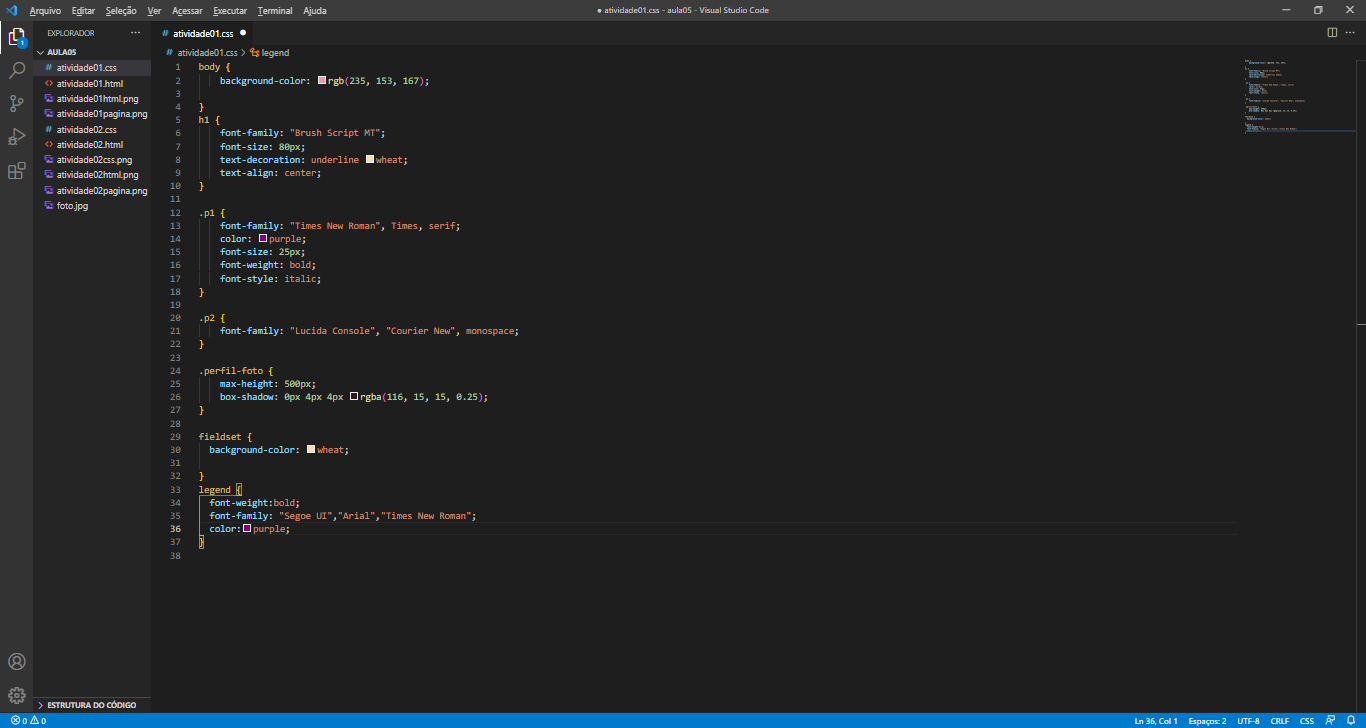 Arquivo Editar Seleção Ver Acessar Executar Terminal Ajuda
● atividade01.css - aula05 - Visual Studio Code
EXPLORADOR ···
1
AULA05
# atividade01.css
<> atividade01.html
atividade01html.png
atividade01pagina.png
# atividade02.css
<> atividade02.html
atividade02css.png
atividade02html.png
atividade02pagina.png
foto.jpg
ESTRUTURA DO CÓDIGO
# atividade01.css ●
# atividade01.css > legend
1 body {
2 background-color: rgb(235, 153, 167);
3
4 }
5 h1 {
6 font-family: "Brush Script MT";
7 font-size: 80px;
8 text-decoration: underline wheat;
9 text-align: center;
10 }
11
12 .p1 {
13 font-family: "Times New Roman", Times, serif;
14 color: purple;
15 font-size: 25px;
16 font-weight: bold;
17 font-style: italic;
18 }
19
20 .p2 {
21 font-family: "Lucida Console", "Courier New", monospace;
22 }
23
24 .perfil-foto {
25 max-height: 500px;
26 box-shadow: 0px 4px 4px rgba(116, 15, 15, 0.25);
27 }
28
29 fieldset {
30 background-color: wheat;
31
32 }
33 legend {
34 font-weight:bold;
35 font-family: "Segoe UI","Arial","Times New Roman";
36 color: purple;
37 }
38
0 0
Ln 36, Col 1 Espaços: 2 UTF-8 CRLF CSS